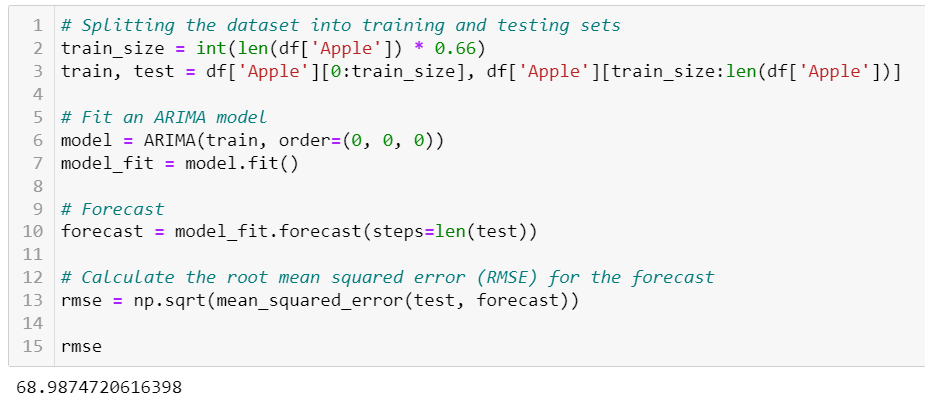 1 # Splitting the dataset into training and testing sets
2 train_size = int(len(df['Apple']) * 0.66)
3 train, test = df['Apple'][0:train_size], df['Apple'][train_size:len(df['Apple'])]
4
5 # Fit an ARIMA model
6 model = ARIMA(train, order=(0, 0, 0))
7 model_fit = model.fit()
8
9 # Forecast
10 forecast = model_fit.forecast(steps=len(test))
11
12 # Calculate the root mean squared error (RMSE) for the forecast
13 rmse = np.sqrt(mean_squared_error(test, forecast))
14
15 rmse
68.9874720616398